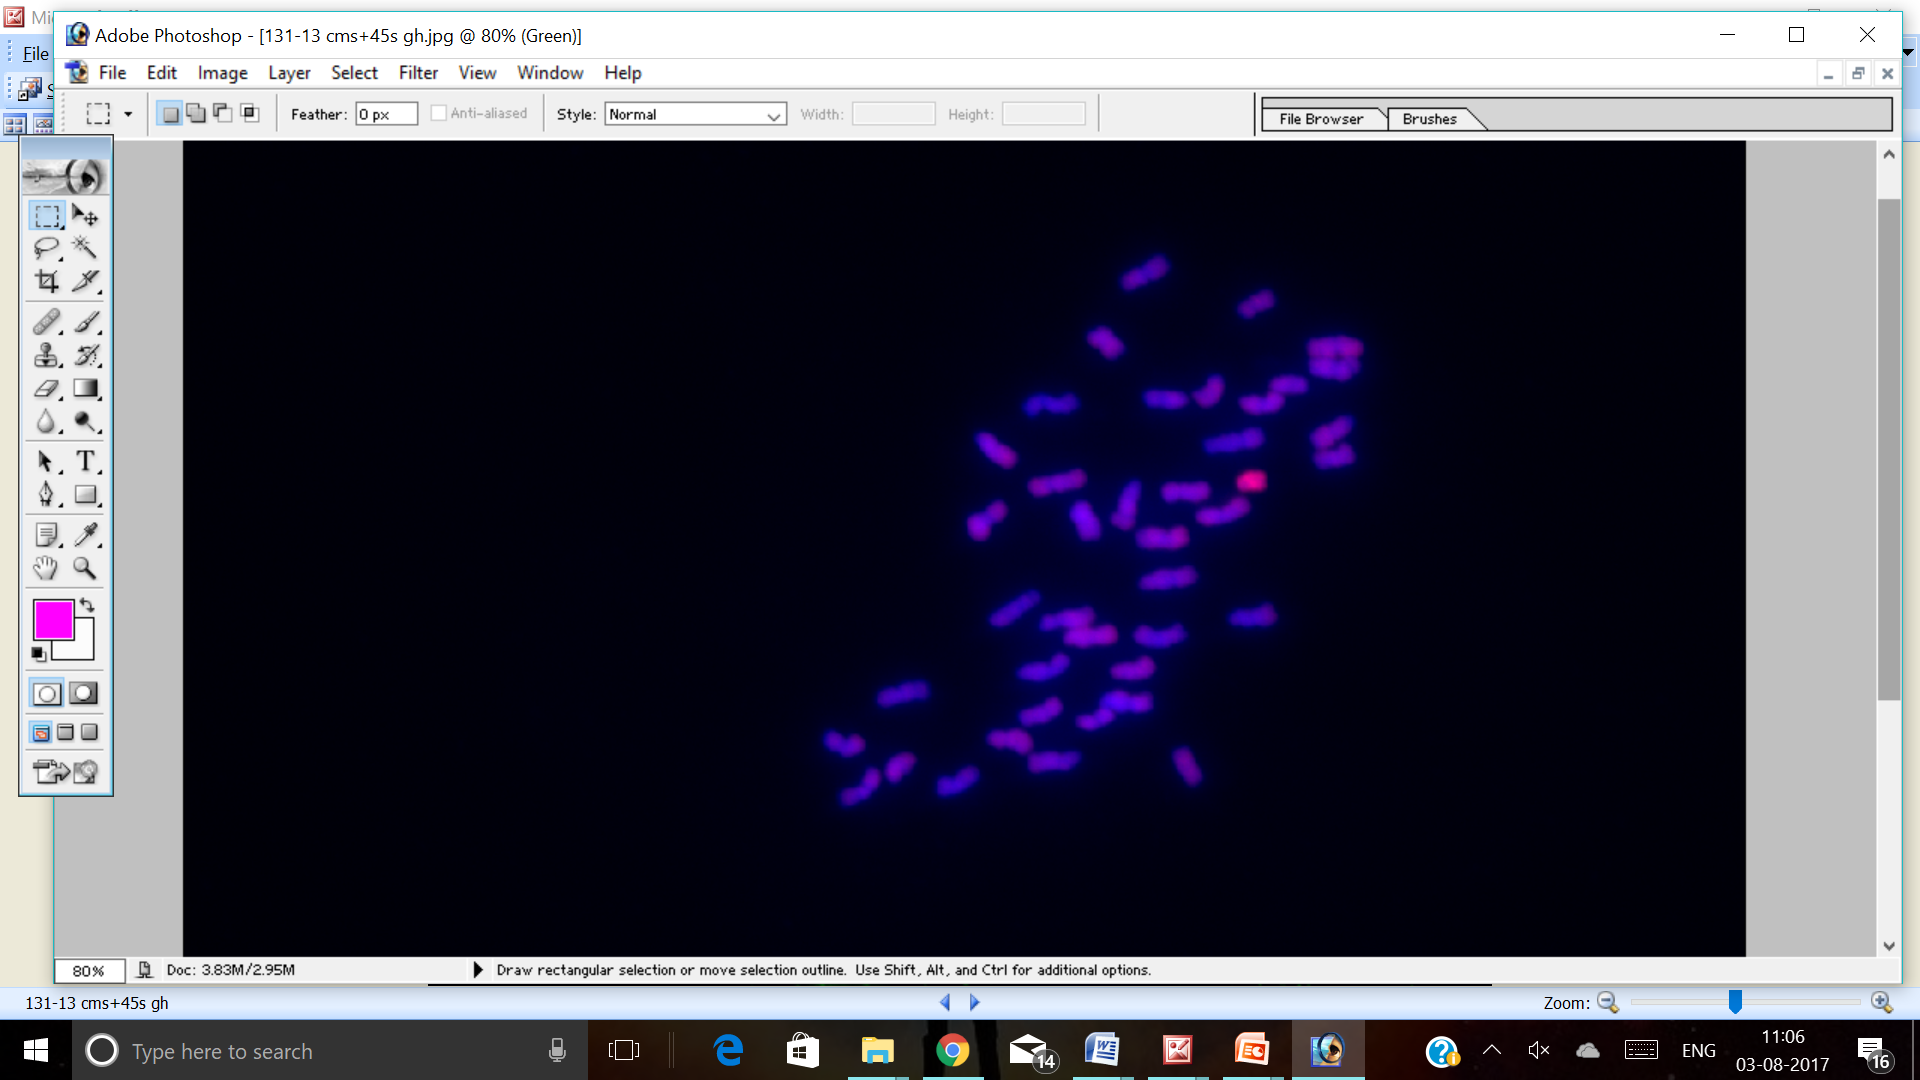 Mi
Adobe Photoshop - [131-13 cms+45s gh.jpg @ 80% (Green)]
File
File Edit Image Layer Select Filter View Window Help
Feather: 0 px Anti-aliased Style: Normal Width: Height: File Browser Brushes
T
80% Doc: 3.83M/2.95M Draw rectangular selection or move selection outline. Use Shift, Alt, and Ctrl for additional options.
131-13 cms+45s gh Zoom:
Type here to search 14 ENG 11:06
03-08-2017 16